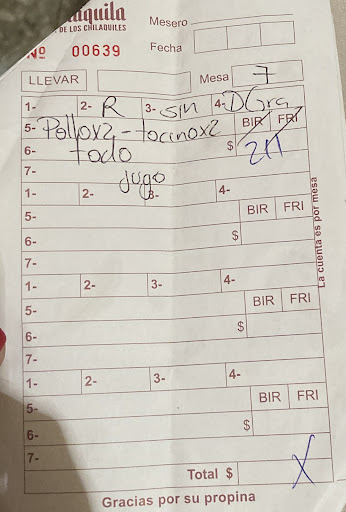 aquila
DE LOS CHILAQUILES
Mesero
Nº 00639
Fecha
LLEVAR Mesa 7
1- 2- R 3- sin 4- D Gra
5- Pollox2 - tocinox2 BIR FRI
6- todo $ 211
7- jugo
1- 2- 3- 4-
5- BIR FRI
6- $
7-
1- 2- 3- 4-
5- BIR FRI
6- $
7-
1- 2- 3- 4-
5- BIR FRI
6- $
7-
Total $ X
Gracias por su propina
La cuenta es por mesa